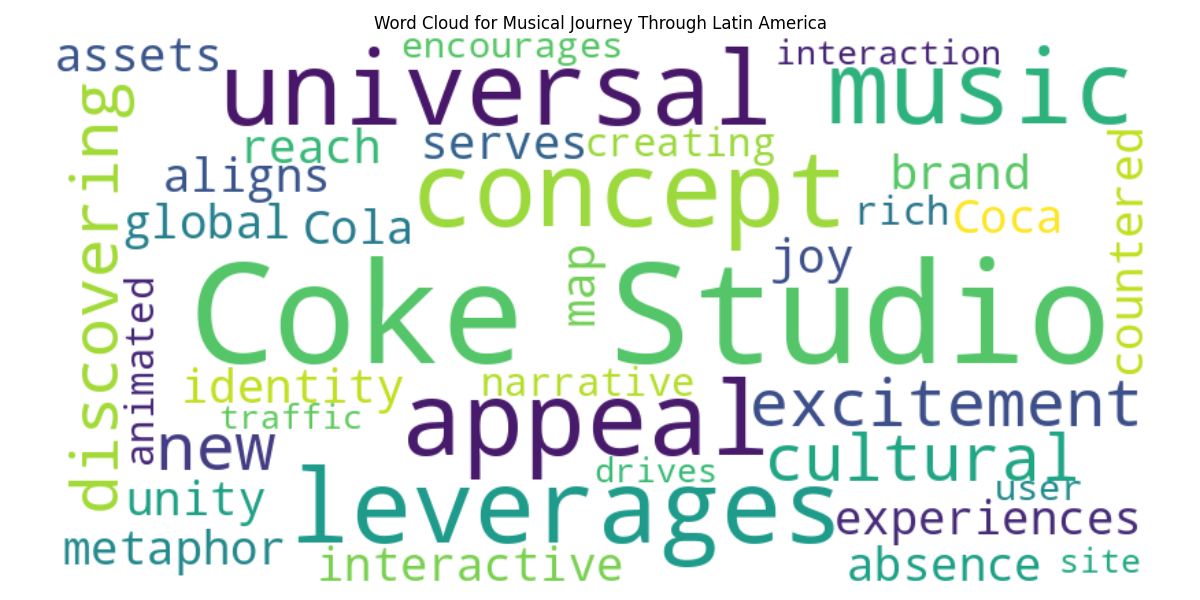 Word Cloud for Musical Journey Through Latin America
assets
encourages
interaction
universal
music
discovering
reach
serves
creating
countered
aligns
concept
brand
global
Cola
rich
Coca
joy
map
Coke Studio
animated
identity
narrative
traffic
appeal
excitement
new
cultural
drives
user
unity
leverages
experiences
metaphor
interactive
absence
site